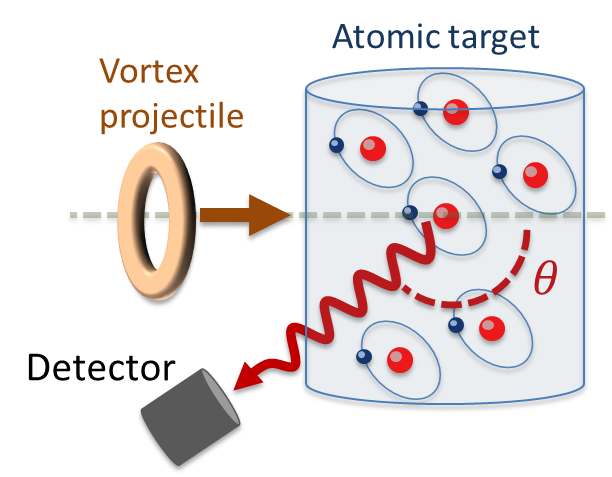 Atomic target
Vortex
projectile
θ
Detector